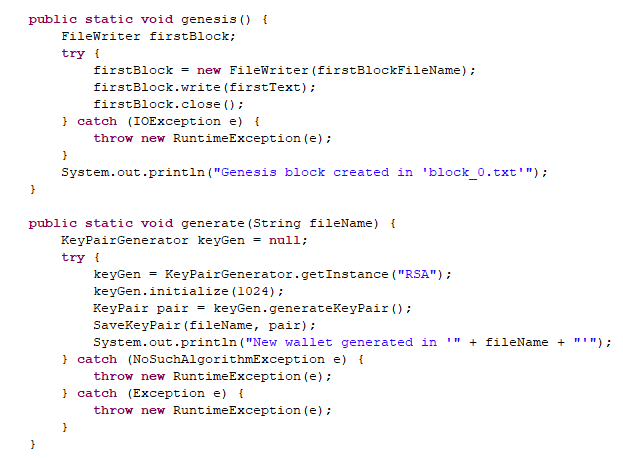 public static void genesis() {
    FileWriter firstBlock;
    try {
        firstBlock = new FileWriter(firstBlockFileName);
        firstBlock.write(firstText);
        firstBlock.close();
    } catch (IOException e) {
        throw new RuntimeException(e);
    }
    System.out.println("Genesis block created in 'block_0.txt'");
}

public static void generate(String fileName) {
    KeyPairGenerator keyGen = null;
    try {
        keyGen = KeyPairGenerator.getInstance("RSA");
        keyGen.initialize(1024);
        KeyPair pair = keyGen.generateKeyPair();
        SaveKeyPair(fileName, pair);
        System.out.println("New wallet generated in '" + fileName + "'");
    } catch (NoSuchAlgorithmException e) {
        throw new RuntimeException(e);
    } catch (Exception e) {
        throw new RuntimeException(e);
    }
}